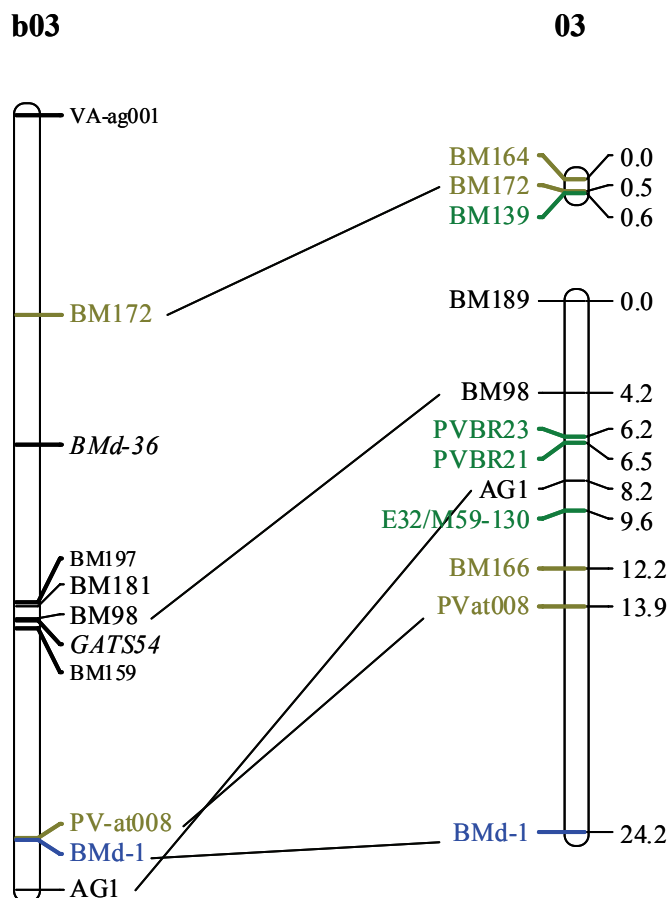 b03
VA-ag001
BM172
BMd-36
BM197
BM181
BM98
GATS54
BM159
PV-at008
BMd-1
AG1
03
BM164 0.0
BM172 0.5
BM139 0.6
BM189 0.0
BM98 4.2
PVBR23 6.2
PVBR21 6.5
AG1 8.2
E32/M59-130 9.6
BM166 12.2
PVat008 13.9
BMd-1 24.2